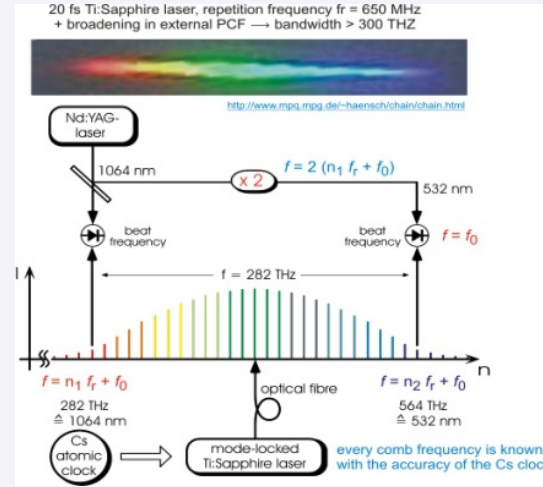 20 fs Ti:Sapphire laser, repetition frequency fr = 650 MHz
+ broadening in external PCF → bandwidth > 300 THZ
http://www.mpq.mpg.de/~haensch/chain/chain.html
Nd:YAG-
laser
1064 nm
x 2
f = 2 (n1 fr + f0)
532 nm
beat
frequency
beat
frequency
f = f0
I
f = 282 THz
n
f = n1 fr + f0
282 THz
≙ 1064 nm
optical fibre
f = n2 fr + f0
564 THz
≙ 532 nm
Cs
atomic
clock
mode-locked
Ti:Sapphire laser
every comb frequency is known
with the accuracy of the Cs cloc